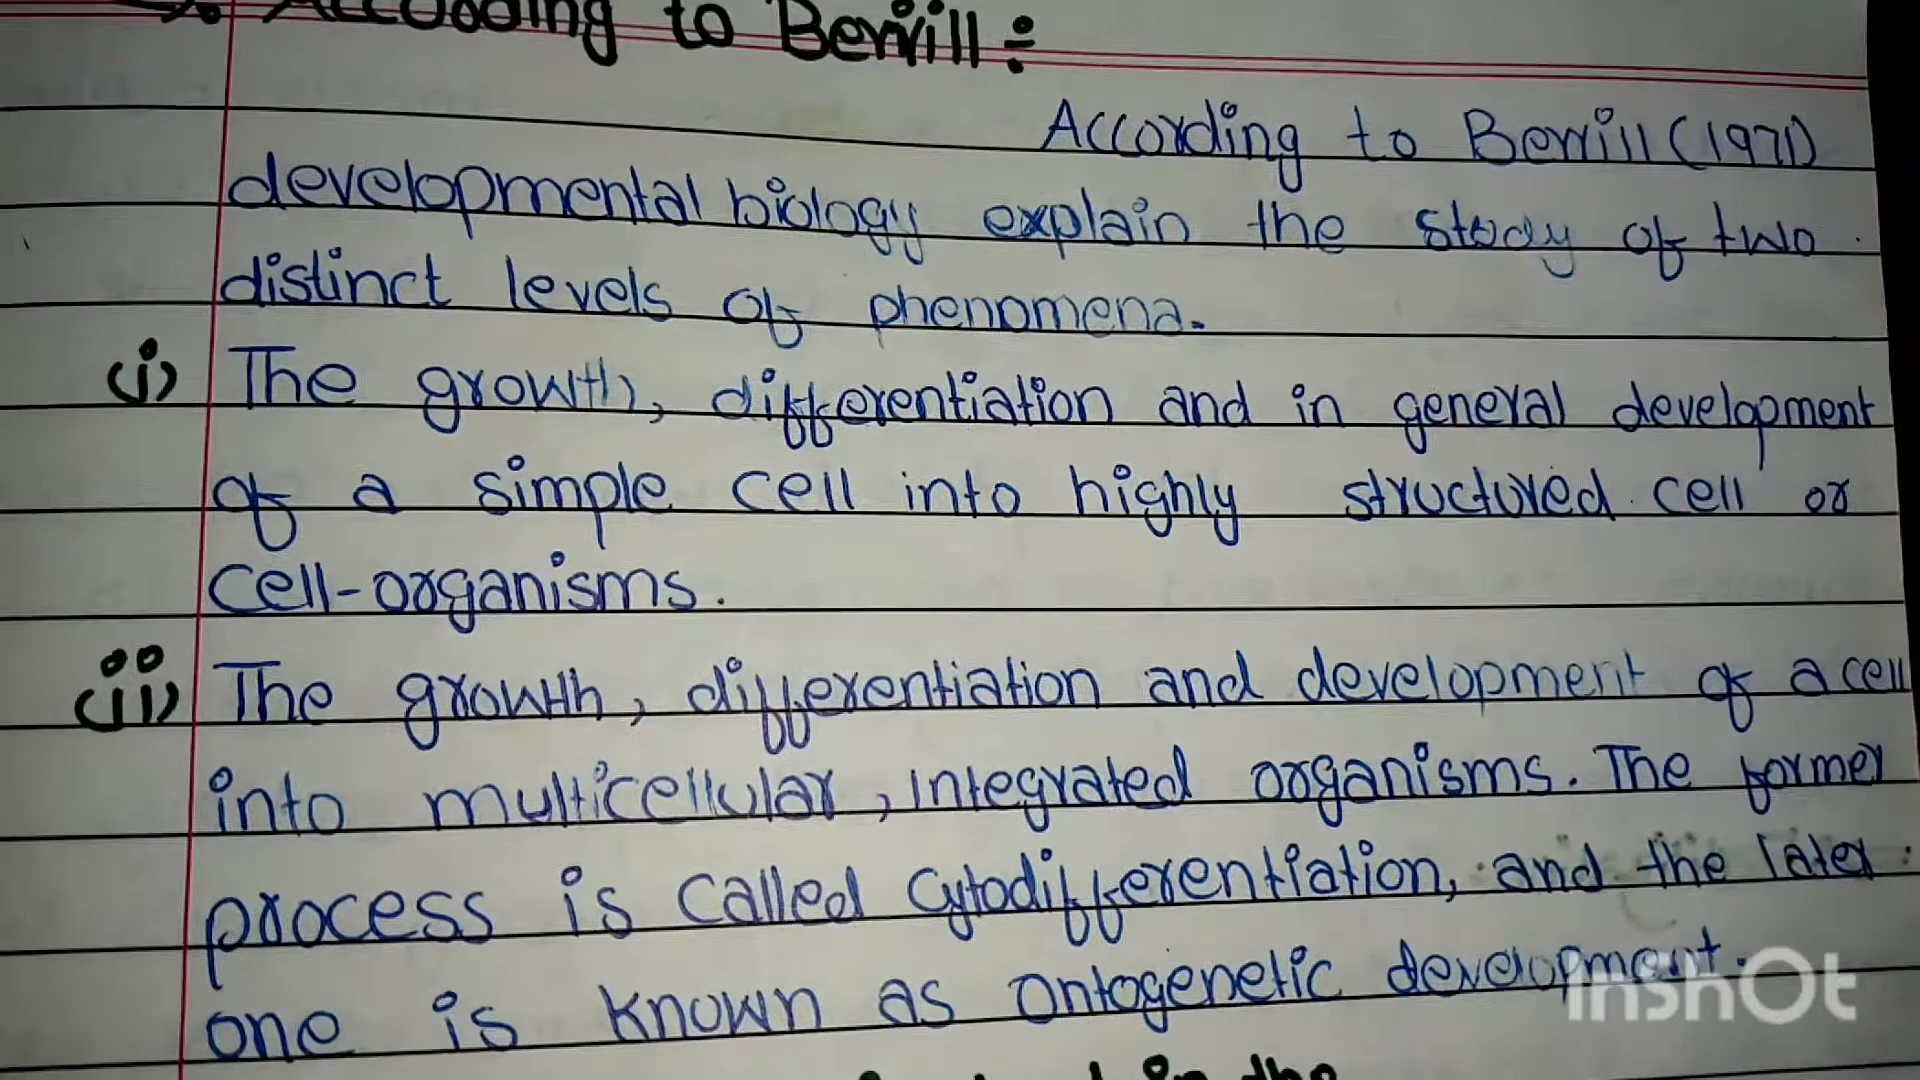 According to Berrill :
According to Berrill (1971)
developmental biology explain the study of two
distinct levels of phenomena.
(i) The growth, differentiation and in general development
of a simple cell into highly structured cell or
cell-organisms.
(ii) The growth, differentiation and development of a cell
into multicellular, integrated organisms. The former
process is called Cytodifferentiation, and the later
one is known as Ontogenetic development.
in the
InShOt